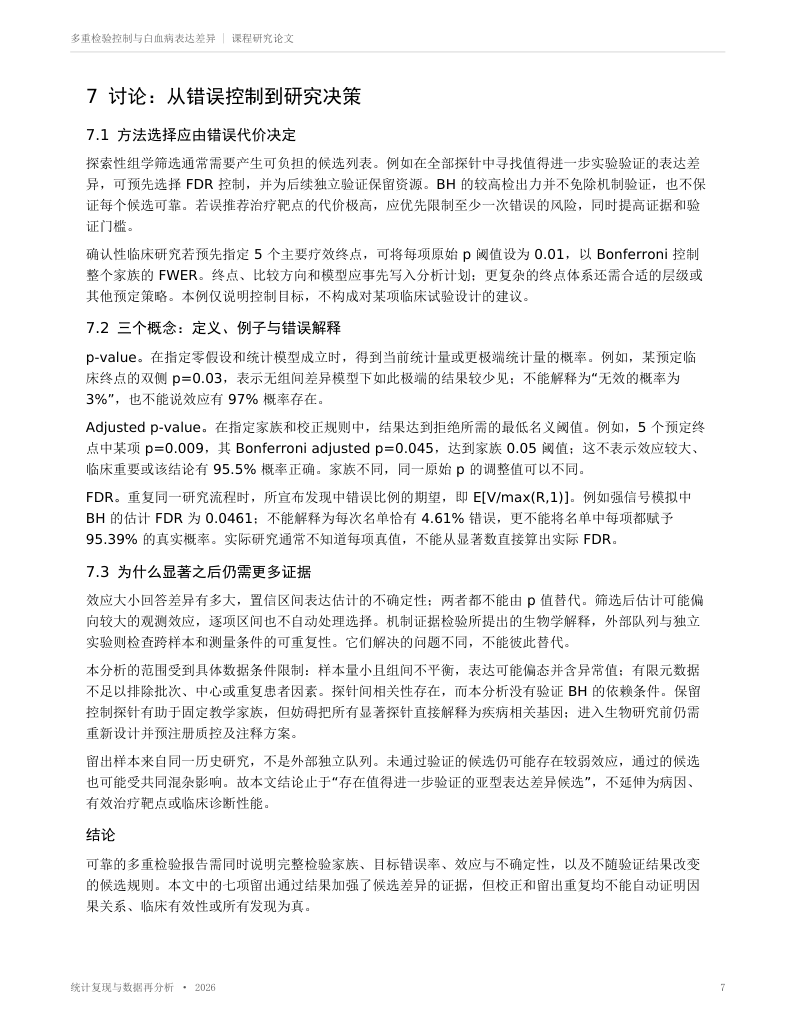 多重检验控制与白血病表达差异 | 课程研究论文
7 讨论：从错误控制到研究决策
7.1 方法选择应由错误代价决定
探索性组学筛选通常需要产生可负担的候选列表。例如在全部探针中寻找值得进一步实验验证的表达差
异，可预先选择 FDR 控制，并为后续独立验证保留资源。BH 的较高检出力并不免除机制验证，也不保
证每个候选可靠。若误推荐治疗靶点的代价极高，应优先限制至少一次错误的风险，同时提高证据和验
证门槛。
确认性临床研究若预先指定 5 个主要疗效终点，可将每项原始 p 阈值设为 0.01，以 Bonferroni 控制
整个家族的 FWER。终点、比较方向和模型应事先写入分析计划；更复杂的终点体系还需合适的层级或
其他预定策略。本例仅说明控制目标，不构成对某项临床试验设计的建议。
7.2 三个概念：定义、例子与错误解释
p-value。在指定零假设和统计模型成立时，得到当前统计量或更极端统计量的概率。例如，某预定临
床终点的双侧 p=0.03，表示无组间差异模型下如此极端的结果较少见；不能解释为“无效的概率为
3%”，也不能说效应有 97% 概率存在。
Adjusted p-value。在指定家族和校正规则中，结果达到拒绝所需的最低名义阈值。例如，5 个预定终
点中某项 p=0.009，其 Bonferroni adjusted p=0.045，达到家族 0.05 阈值；这不表示效应较大、
临床重要或该结论有 95.5% 概率正确。家族不同，同一原始 p 的调整值可以不同。
FDR。重复同一研究流程时，所宣布发现中错误比例的期望，即 E[V/max(R,1)]。例如强信号模拟中
BH 的估计 FDR 为 0.0461；不能解释为每次名单恰有 4.61% 错误，更不能将名单中每项都赋予
95.39% 的真实概率。实际研究通常不知道每项真值，不能从显著数直接算出实际 FDR。
7.3 为什么显著之后仍需更多证据
效应大小回答差异有多大，置信区间表达估计的不确定性；两者都不能由 p 值替代。筛选后估计可能偏
向较大的观测效应，逐项区间也不自动处理选择。机制证据检验所提出的生物学解释，外部队列与独立
实验则检查跨样本和测量条件的可重复性。它们解决的问题不同，不能彼此替代。
本分析的范围受到具体数据条件限制：样本量小且组间不平衡，表达可能偏态并含异常值；有限元数据
不足以排除批次、中心或重复患者因素。探针间相关性存在，而本分析没有验证 BH 的依赖条件。保留
控制探针有助于固定教学家族，但妨碍把所有显著探针直接解释为疾病相关基因；进入生物研究前仍需
重新设计并预注册质控及注释方案。
留出样本来自同一历史研究，不是外部独立队列。未通过验证的候选仍可能存在较弱效应，通过的候选
也可能受共同混杂影响。故本文结论止于“存在值得进一步验证的亚型表达差异候选”，不延伸为病因、
有效治疗靶点或临床诊断性能。
结论
可靠的多重检验报告需同时说明完整检验家族、目标错误率、效应与不确定性，以及不随验证结果改变
的候选规则。本文中的七项留出通过结果加强了候选差异的证据，但校正和留出重复均不能自动证明因
果关系、临床有效性或所有发现为真。
统计复现与数据再分析 • 2026
7